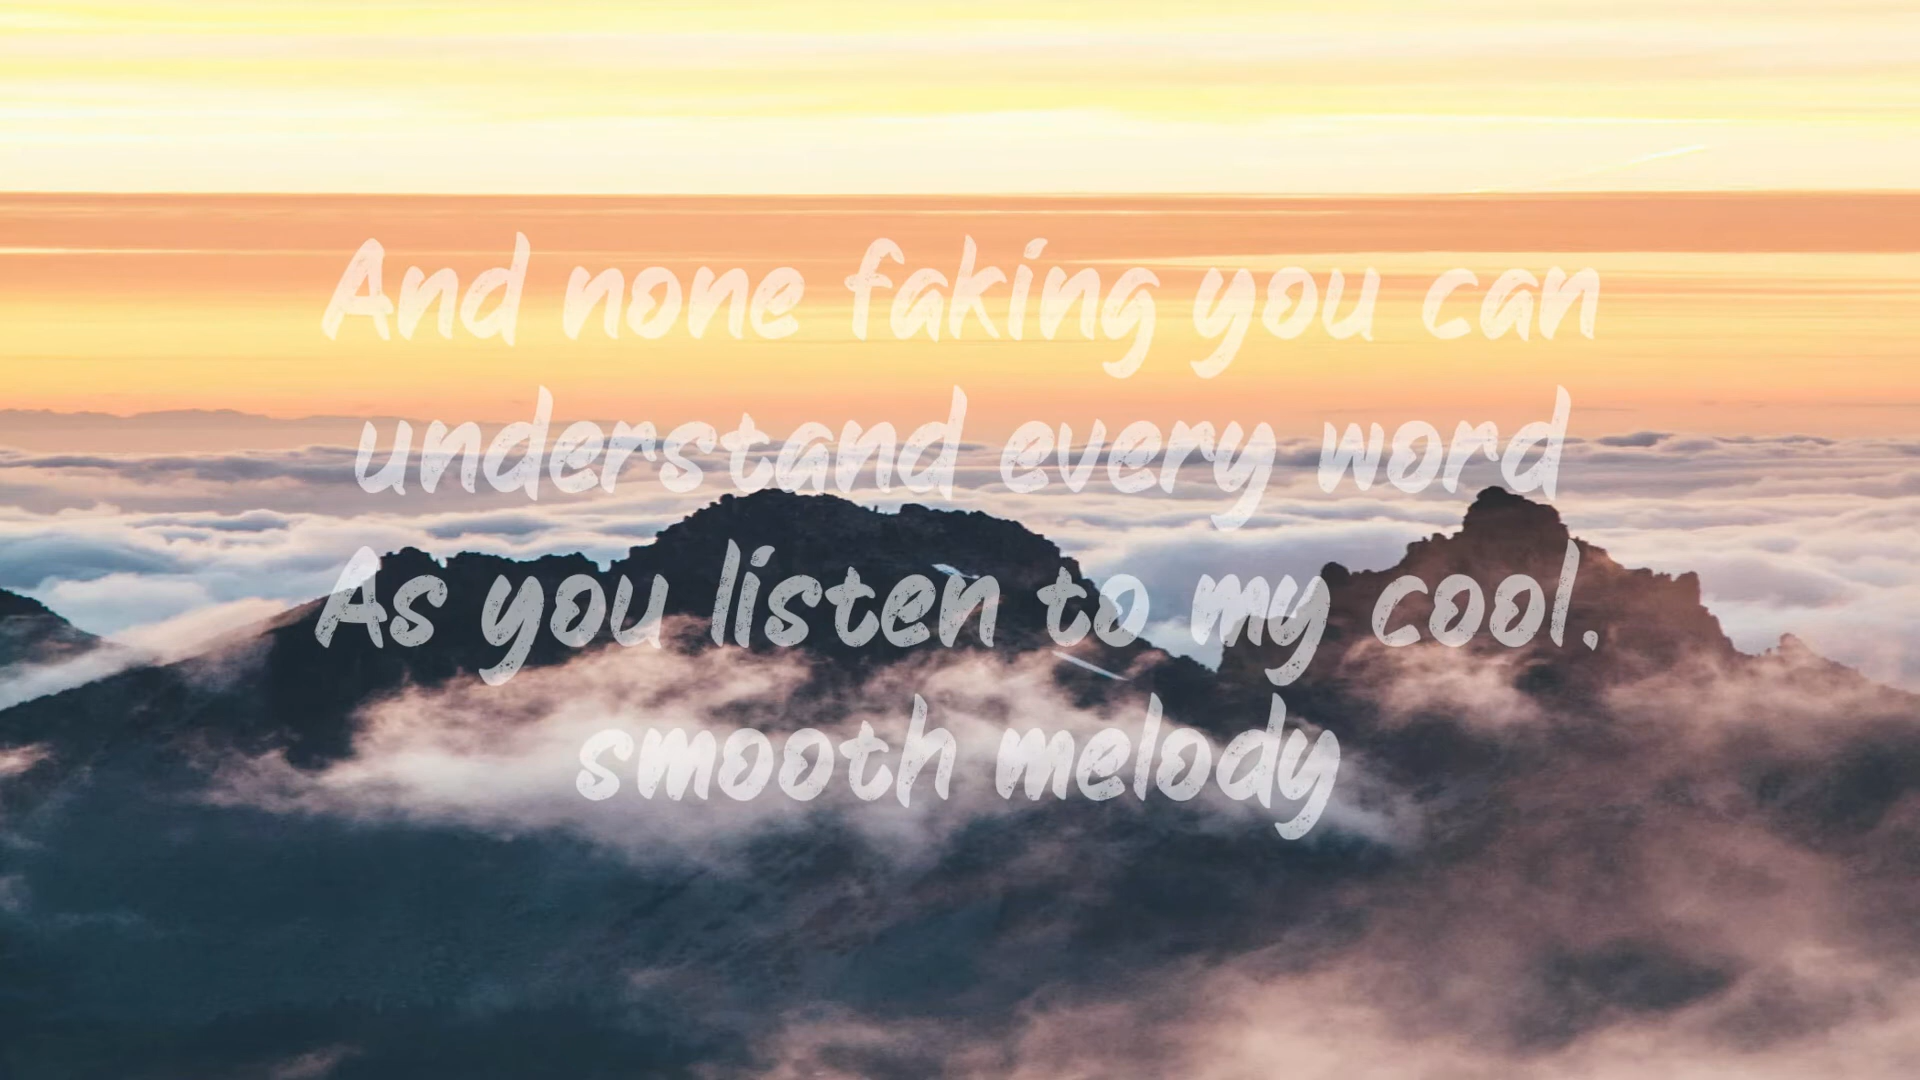 And none faking you can
understand every word
As you listen to my cool.
smooth melody